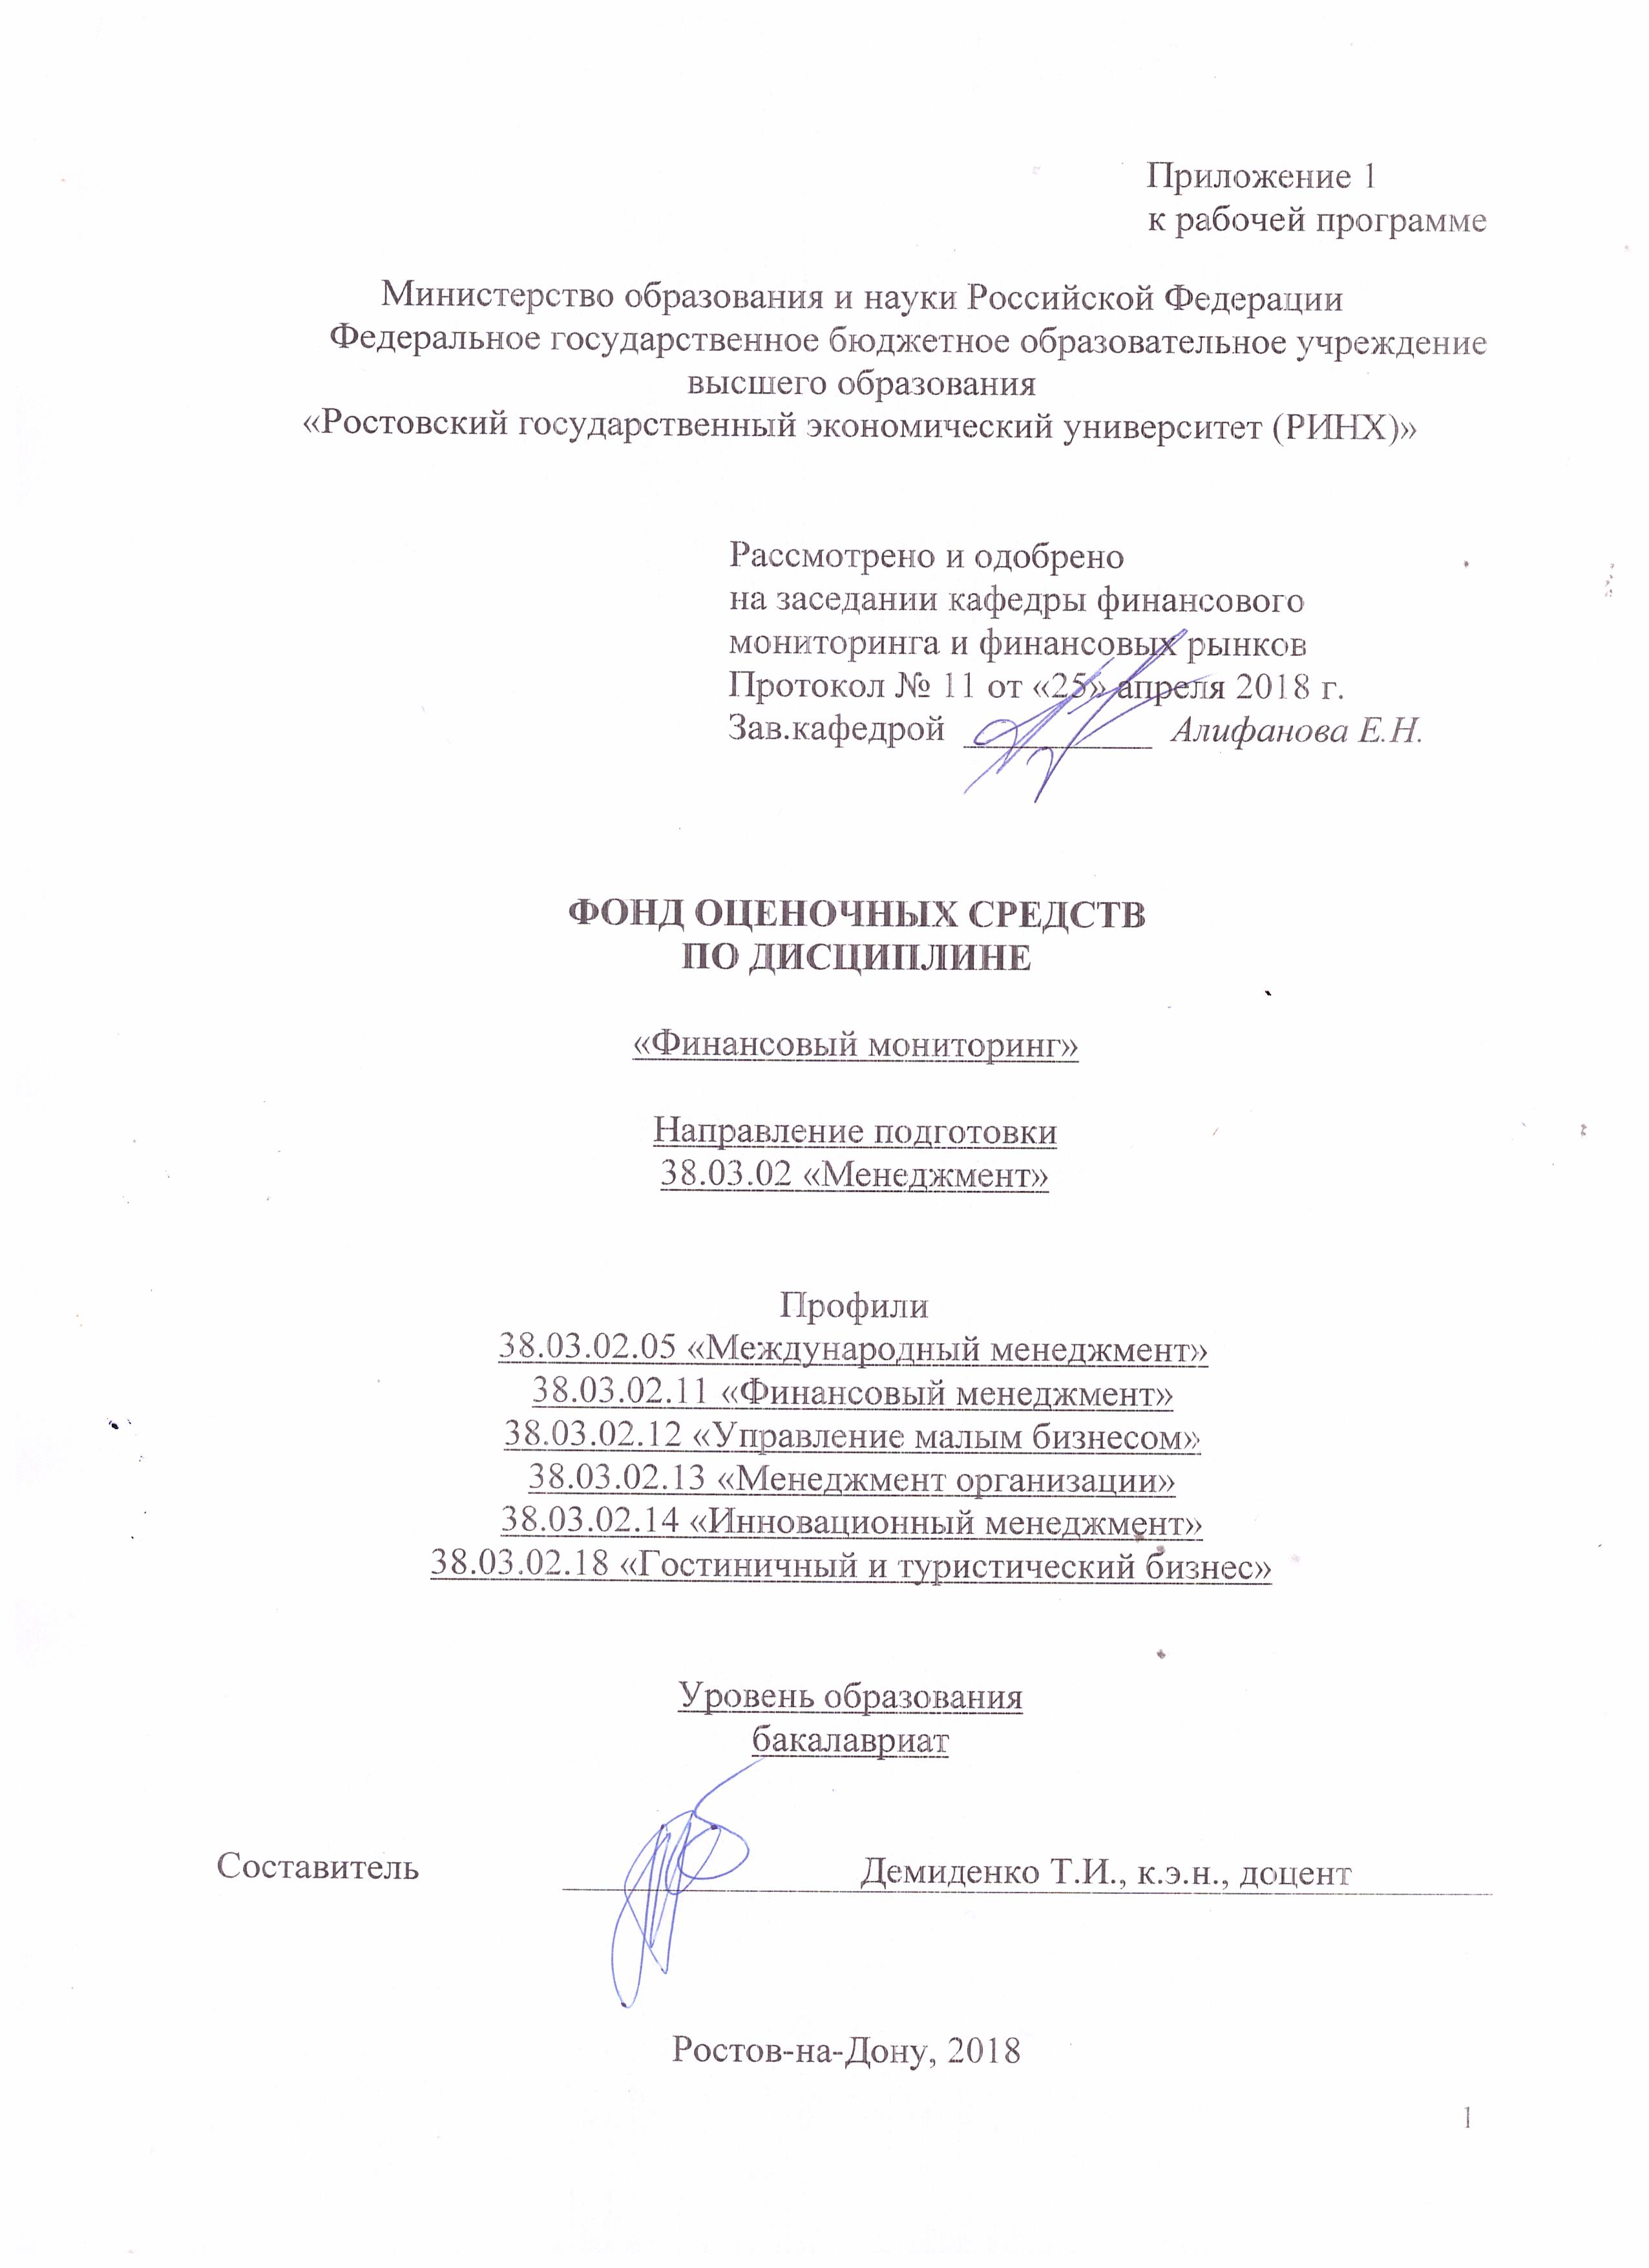 Приложение 1
к рабочей программе
Министерство образования и науки Российской Федерации
Федеральное государственное бюджетное образовательное учреждение
высшего образования
«Ростовский государственный экономический университет (РИНХ)»
Рассмотрено и одобрено
на заседании кафедры финансового
мониторинга и финансовых рынков
Протокол № 11 от «25» апреля 2018 г.
Зав.кафедрой __________ Алифанова Е.Н.
ФОНД ОЦЕНОЧНЫХ СРЕДСТВ
ПО ДИСЦИПЛИНЕ
«Финансовый мониторинг»
Направление подготовки
38.03.02 «Менеджмент»
Профили
38.03.02.05 «Международный менеджмент»
38.03.02.11 «Финансовый менеджмент»
38.03.02.12 «Управление малым бизнесом»
38.03.02.13 «Менеджмент организации»
38.03.02.14 «Инновационный менеджмент»
38.03.02.18 «Гостиничный и туристический бизнес»
Уровень образования
бакалавриат
Составитель Демиденко Т.И., к.э.н., доцент
Ростов-на-Дону, 2018
1